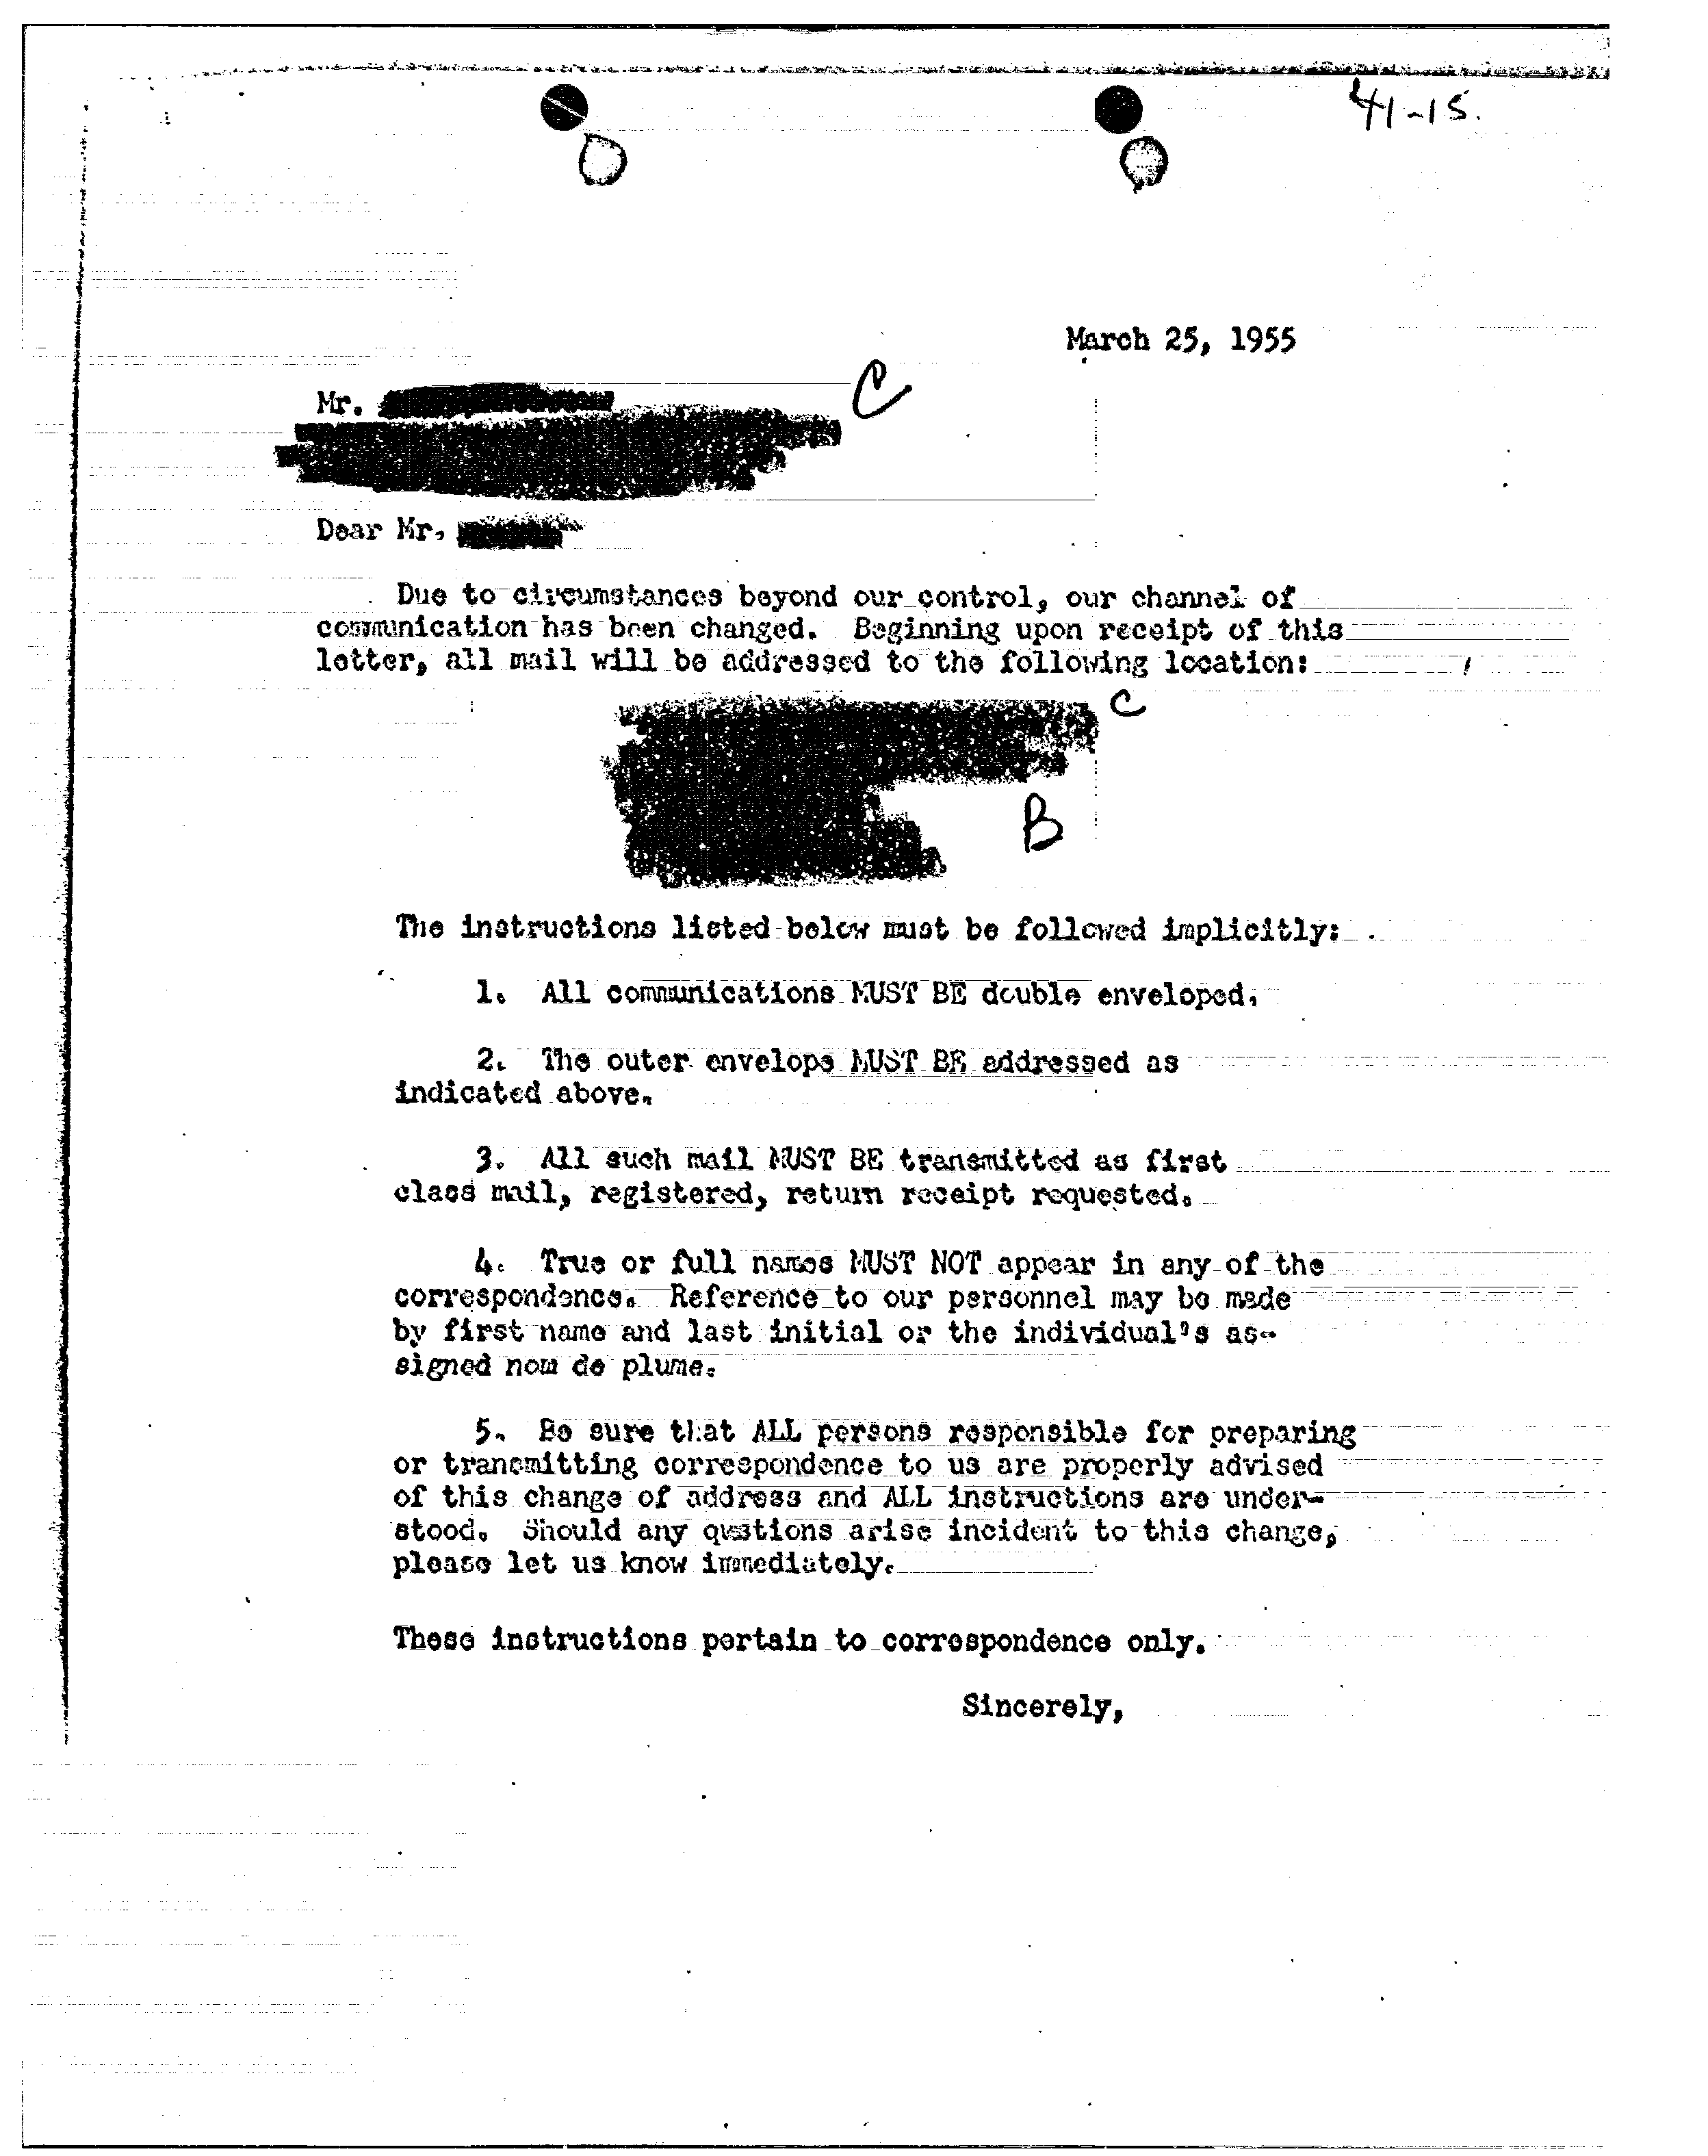 41-15.
March 25, 1955
C
Mr.
Dear Mr.
Due to circumstances beyond our control, our channel of
communication has been changed. Beginning upon receipt of this
letter, all mail will be addressed to the following location:
C
B
The instructions listed below must be followed implicitly:
1. All communications MUST BE double enveloped.
2. The outer envelope MUST BE addressed as
indicated above.
3. All such mail MUST BE transmitted as first
class mail, registered, return receipt requested.
4. True or full names MUST NOT appear in any of the
correspondence. Reference to our personnel may be made
by first name and last initial or the individual's as-
signed nom de plume.
5. Be sure that ALL persons responsible for preparing
or transmitting correspondence to us are properly advised
of this change of address and ALL instructions are under-
stood. Should any qustions arise incident to this change,
please let us know immediately.
These instructions pertain to correspondence only.
Sincerely,